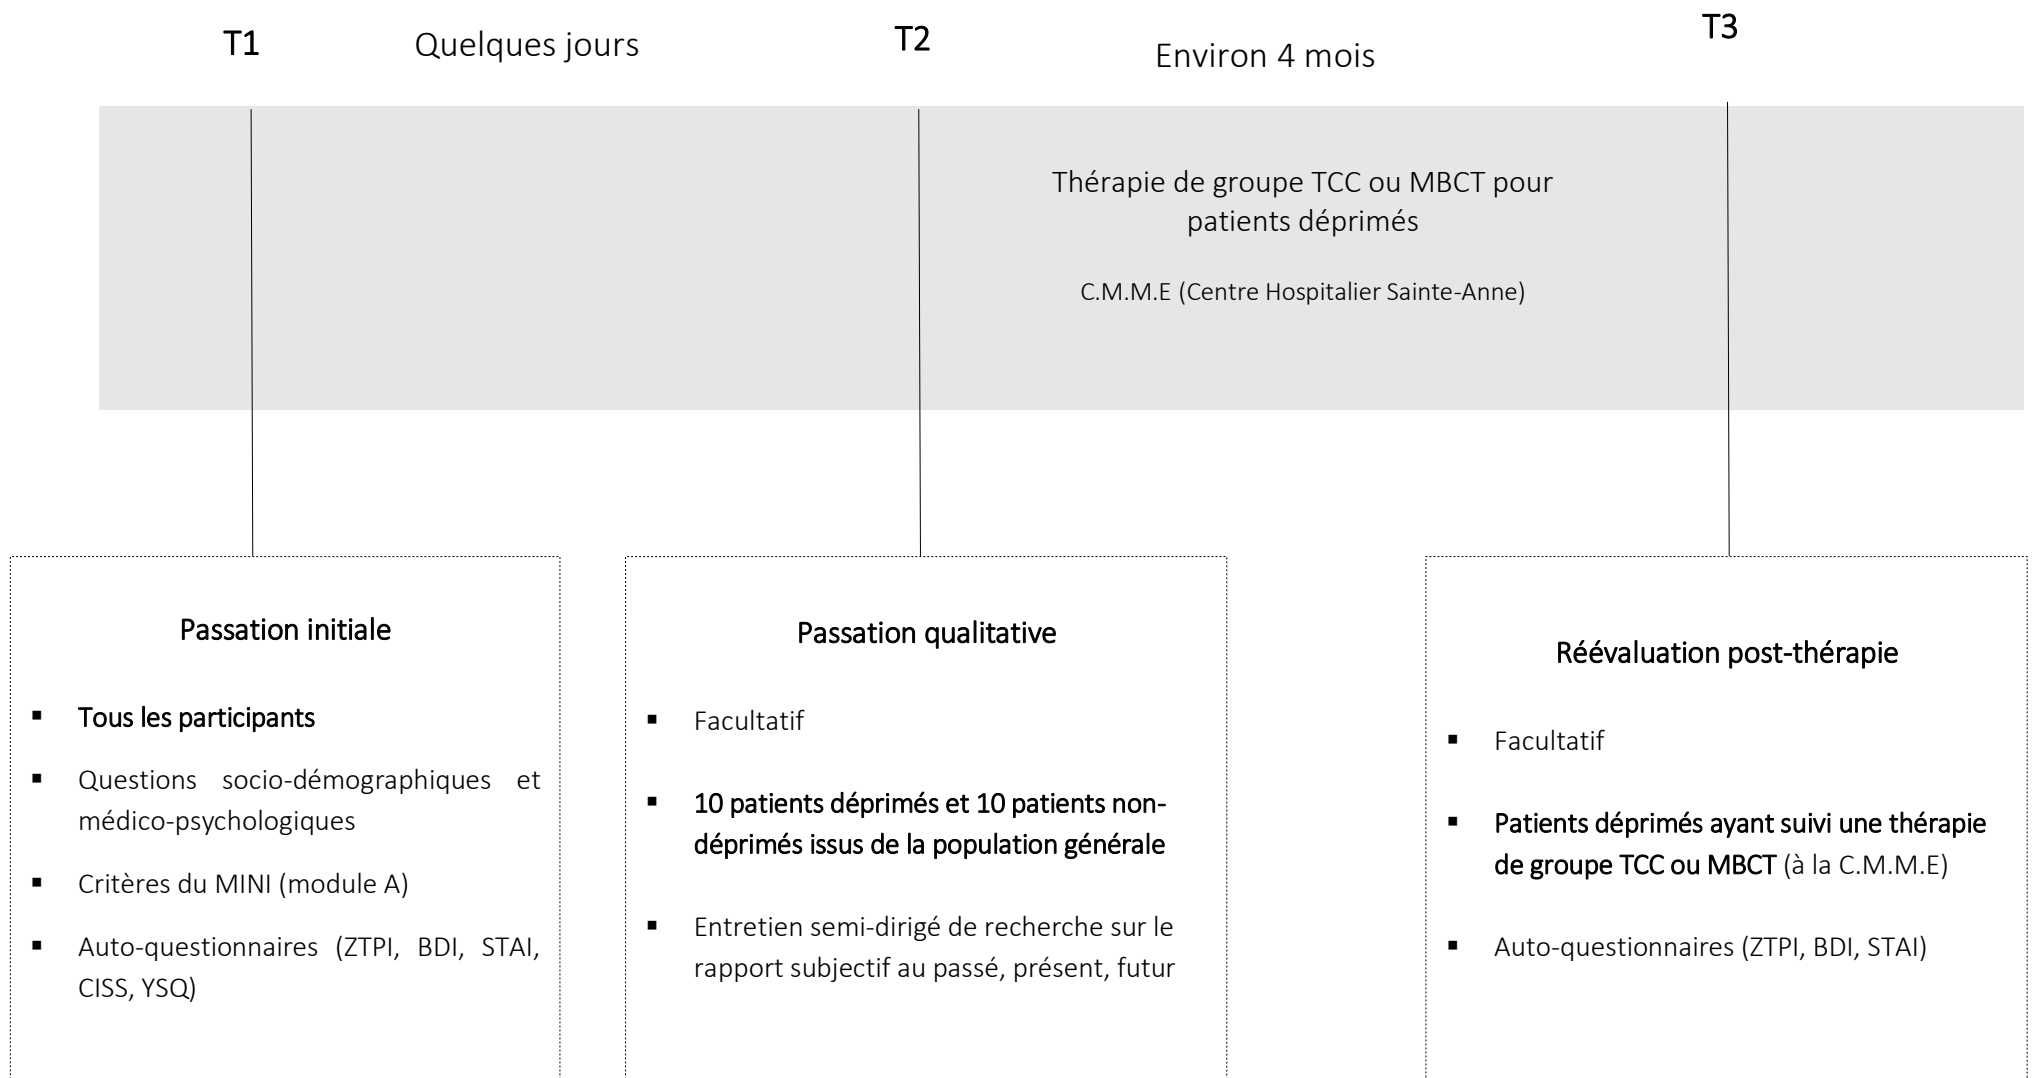 T1
Quelques jours
T2
Environ 4 mois
T3
Thérapie de groupe TCC ou MBCT pour
patients déprimés
C.M.M.E (Centre Hospitalier Sainte-Anne)
Passation initiale
▪ Tous les participants
▪ Questions socio-démographiques et
médico-psychologiques
▪ Critères du MINI (module A)
▪ Auto-questionnaires (ZTPI, BDI, STAI,
CISS, YSQ)
Passation qualitative
▪ Facultatif
▪ 10 patients déprimés et 10 patients non-
déprimés issus de la population générale
▪ Entretien semi-dirigé de recherche sur le
rapport subjectif au passé, présent, futur
Réévaluation post-thérapie
▪ Facultatif
▪ Patients déprimés ayant suivi une thérapie
de groupe TCC ou MBCT (à la C.M.M.E)
▪ Auto-questionnaires (ZTPI, BDI, STAI)